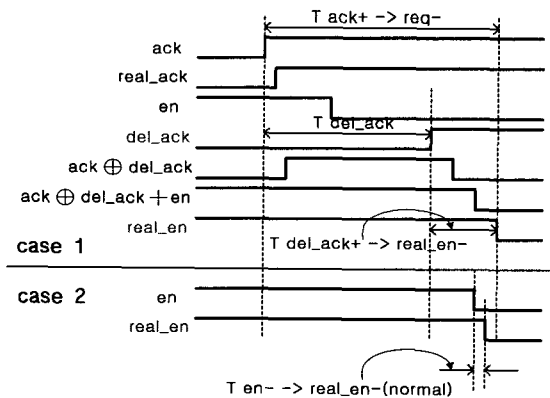 T ack+ -> req-
ack
real_ack
en
T del_ack
del_ack
ack ⊕ del_ack
ack ⊕ del_ack + en
real_en
case 1
T del_ack+ -> real_en-
case 2
en
real_en
T en- -> real_en-(normal)